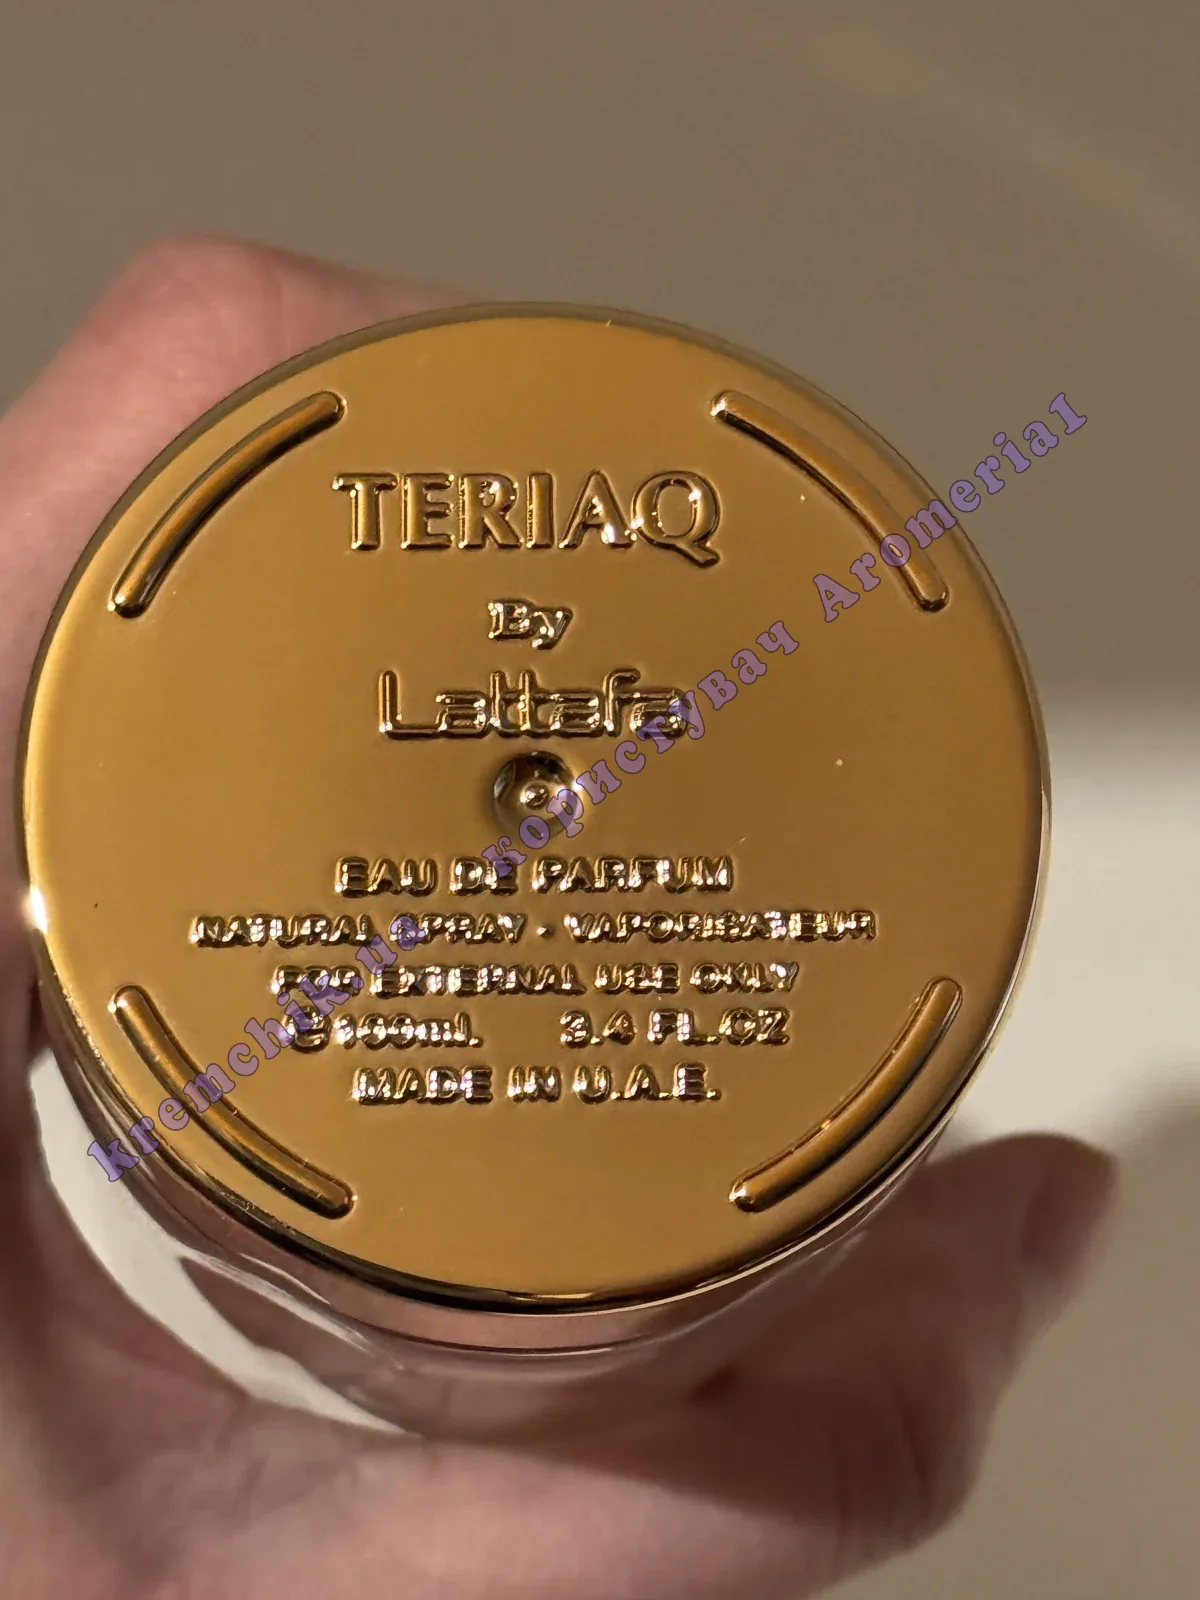 TERIAQ
By
Lattafa
EAU DE PARFUM
NATURAL SPRAY · VAPORISATEUR
FOR EXTERNAL USE ONLY
℮ 100ml. 3.4 FL.OZ
MADE IN U.A.E.
kremchik.ua користувач Aromeria1